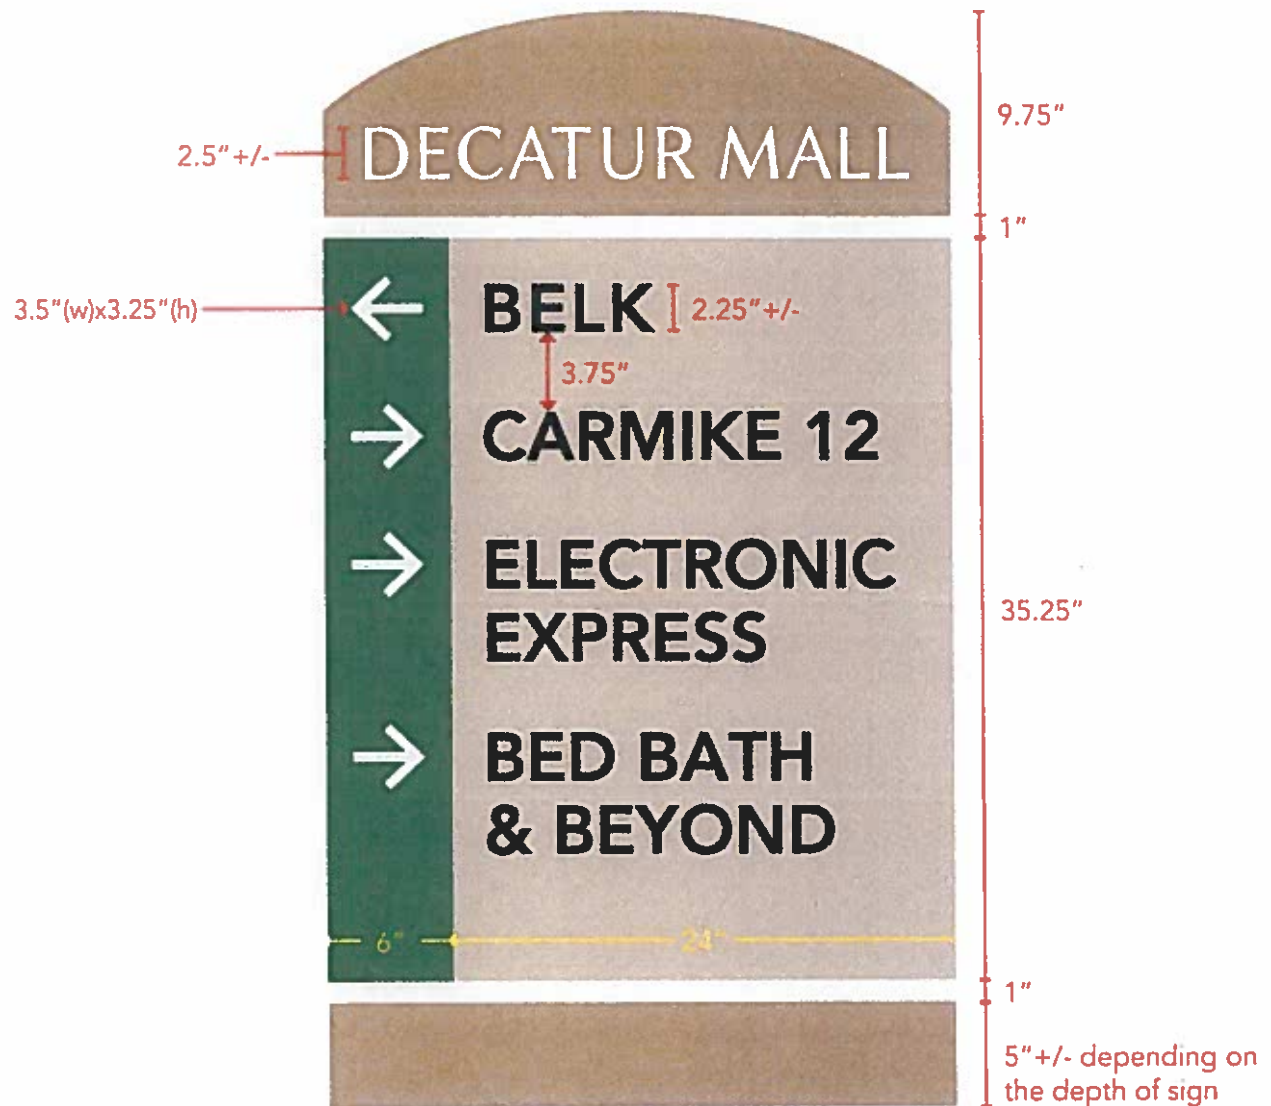 9.75"
2.5"+/-
DECATUR MALL
1"
3.5"(w)x3.25"(h)
BELK
2.25"+/-
3.75"
CARMIKE 12
ELECTRONIC
EXPRESS
35.25"
BED BATH
& BEYOND
6"
24"
1"
5"+/- depending on
the depth of sign